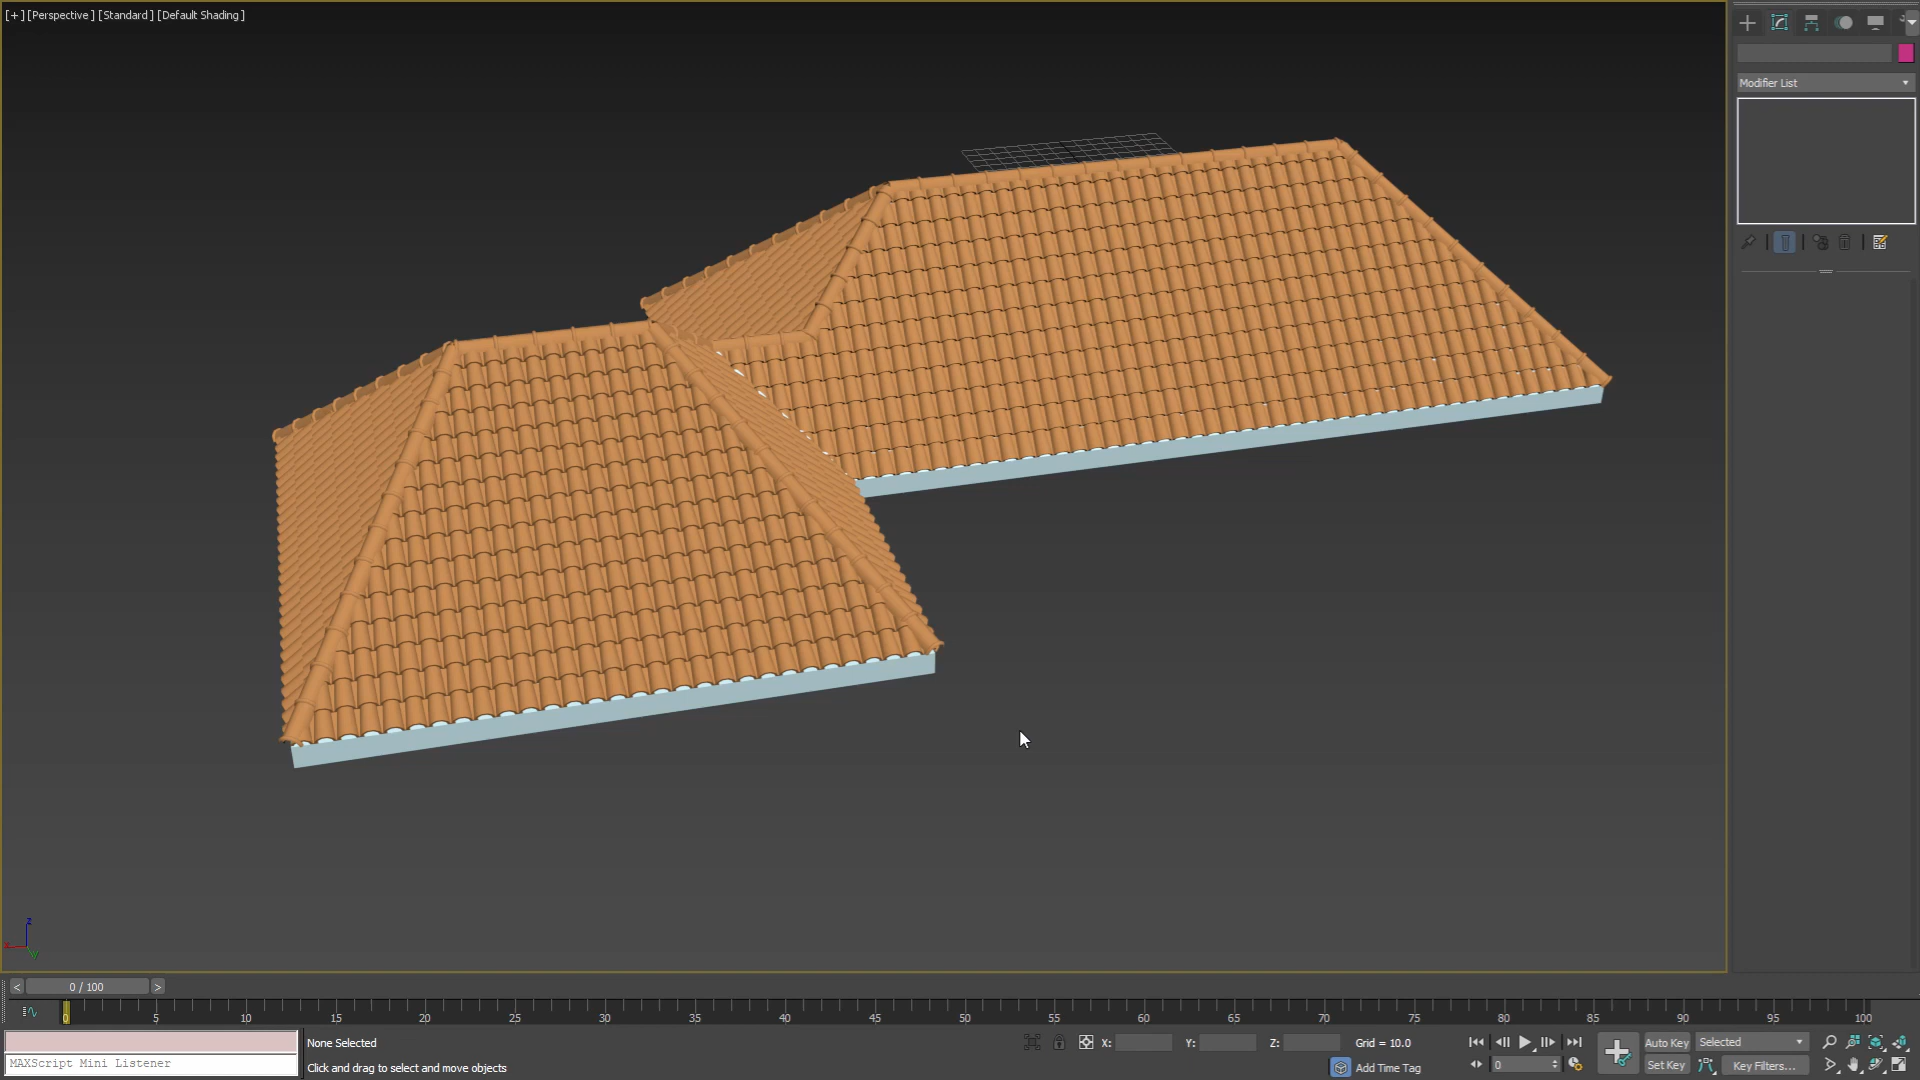 [+] [Perspective ] [Standard ] [Default Shading ]
Modifier List
< 0 / 100 >
0 5 10 15 20 25 30 35 40 45 50 55 60 65 70 75 80 85 90 95 100
None Selected
X: Y: Z: Grid = 10.0
Auto Key Selected
MAXScript Mini Listener
Click and drag to select and move objects
Add Time Tag
0
Set Key Key Filters...
z
x
y